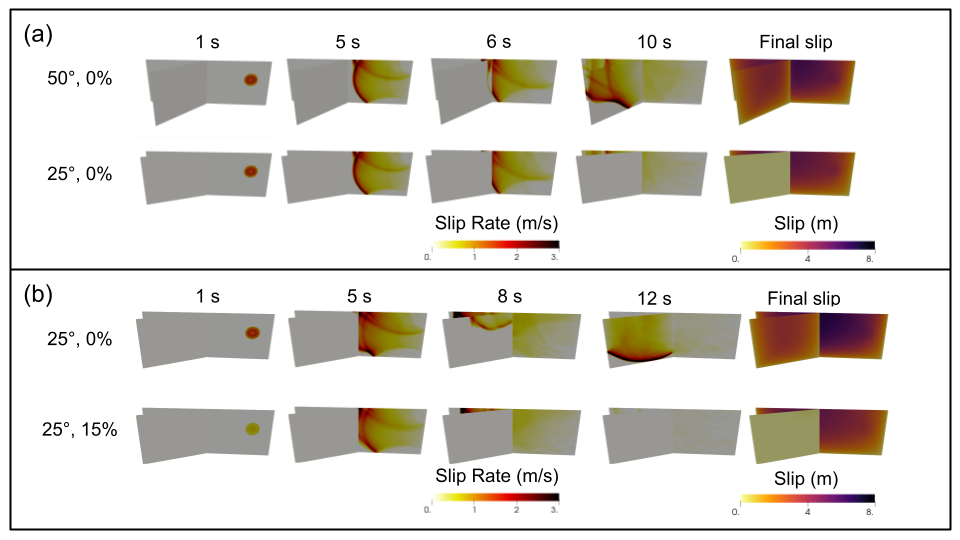 (a)
1 s 5 s 6 s 10 s Final slip
50°, 0%
25°, 0%
Slip Rate (m/s) Slip (m)
0. 1 2 3. 0. 4 8.
(b)
1 s 5 s 8 s 12 s Final slip
25°, 0%
25°, 15%
Slip Rate (m/s) Slip (m)
0. 1 2 3. 0. 4 8.